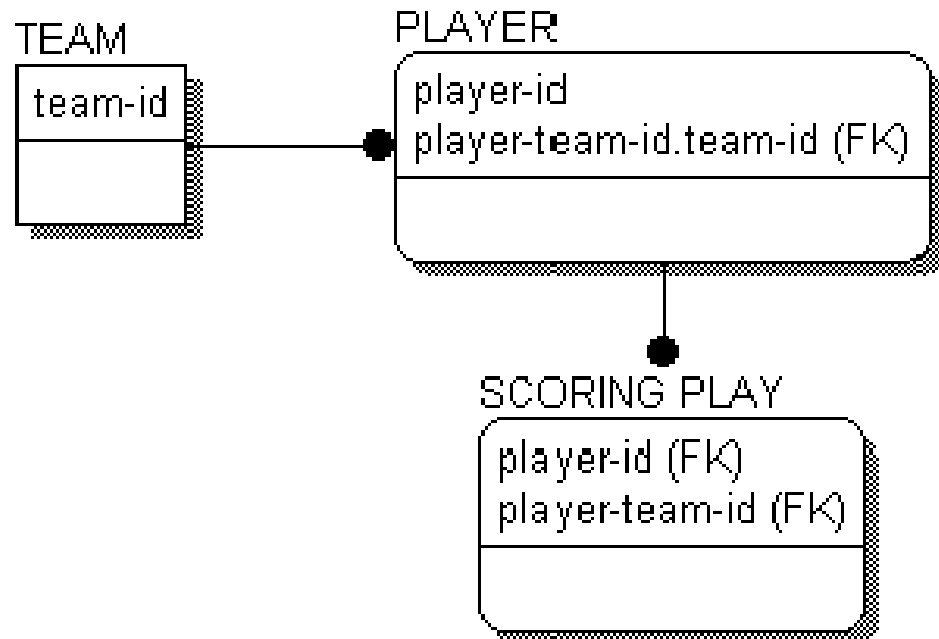 TEAM
team-id
PLAYER
player-id
player-team-id.team-id (FK)
SCORING PLAY
player-id (FK)
player-team-id (FK)